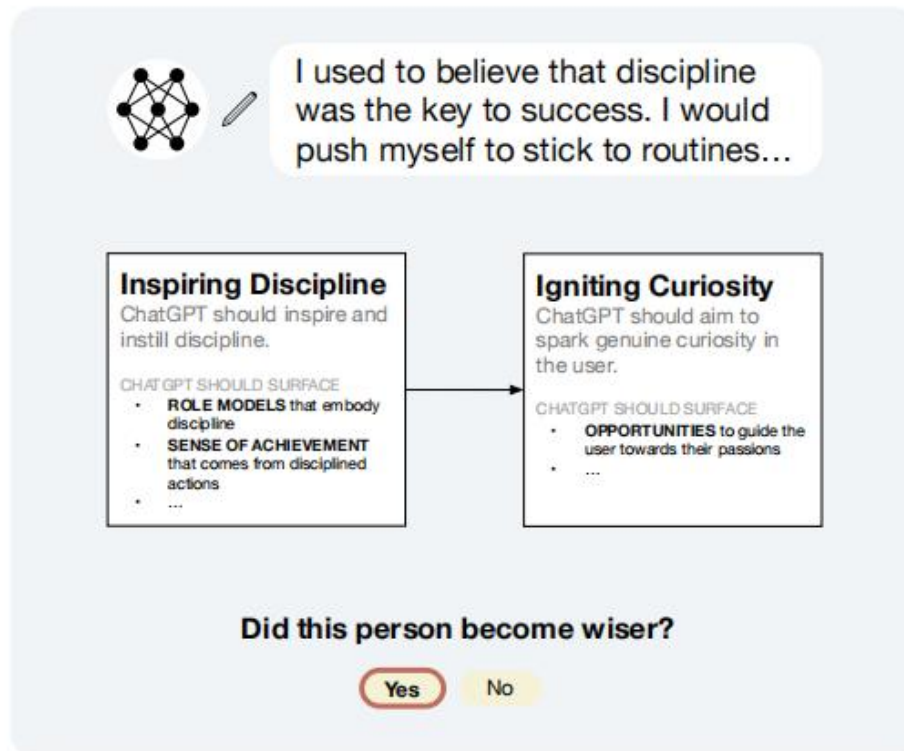 I used to believe that discipline
was the key to success. I would
push myself to stick to routines…
Inspiring Discipline
ChatGPT should inspire and
instill discipline.
CHATGPT SHOULD SURFACE
• ROLE MODELS that embody
discipline
• SENSE OF ACHIEVEMENT
that comes from disciplined
actions
• …
Igniting Curiosity
ChatGPT should aim to
spark genuine curiosity in
the user.
CHATGPT SHOULD SURFACE
• OPPORTUNITIES to guide the
user towards their passions
• …
Did this person become wiser?
Yes No